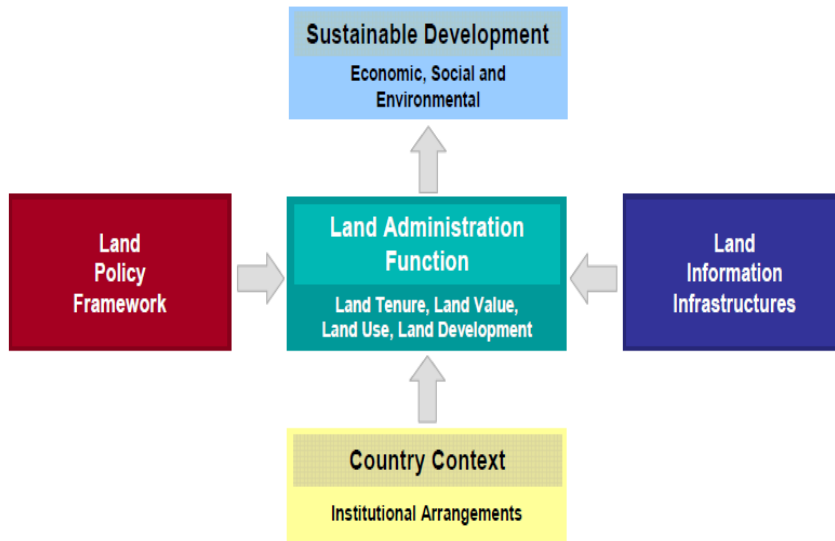 Sustainable Development
Economic, Social and
Environmental
Land
Policy
Framework
Land Administration
Function
Land Tenure, Land Value,
Land Use, Land Development
Land
Information
Infrastructures
Country Context
Institutional Arrangements